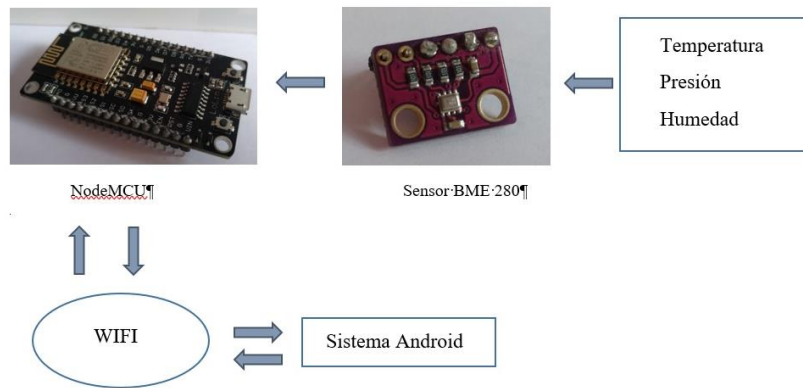 Temperatura
Presión
Humedad
NodeMCU¶
Sensor·BME·280¶
WIFI
Sistema Android